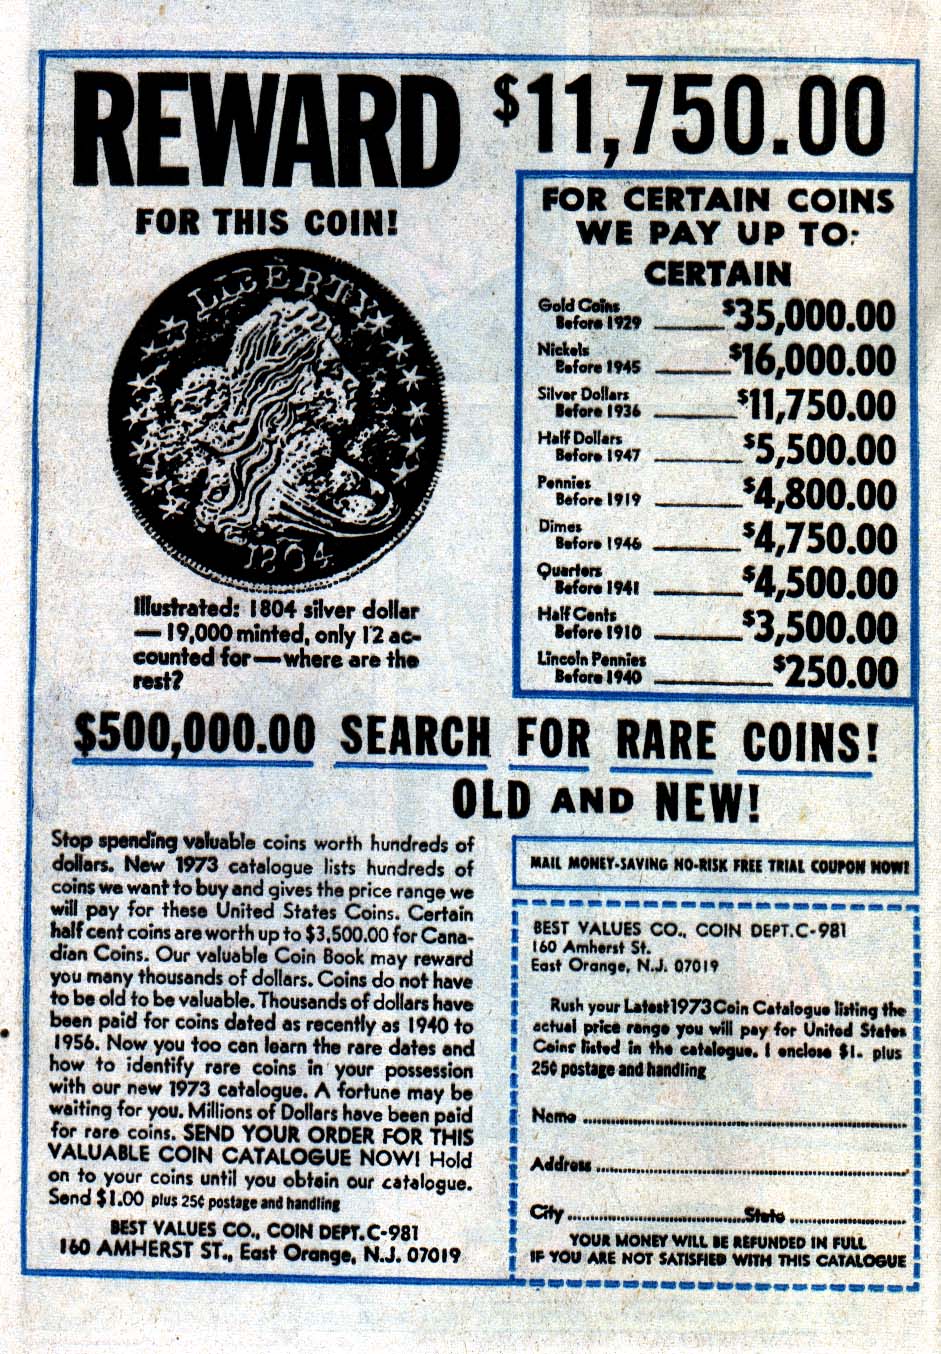 REWARD $11,750.00
FOR THIS COIN!
LIBERTY
1804
Illustrated: 1804 silver dollar
— 19,000 minted, only 12 ac-
counted for — where are the
rest?
FOR CERTAIN COINS
WE PAY UP TO:
CERTAIN
Gold Coins
Before 1929 $35,000.00
Nickels
Before 1945 $16,000.00
Silver Dollars
Before 1936 $11,750.00
Half Dollars
Before 1947 $5,500.00
Pennies
Before 1919 $4,800.00
Dimes
Before 1946 $4,750.00
Quarters
Before 1941 $4,500.00
Half Cents
Before 1910 $3,500.00
Lincoln Pennies
Before 1940 $250.00
$500,000.00 SEARCH FOR RARE COINS!
OLD AND NEW!
Stop spending valuable coins worth hundreds of
dollars. New 1973 catalogue lists hundreds of
coins we want to buy and gives the price range we
will pay for these United States Coins. Certain
half cent coins are worth up to $3,500.00 for Cana-
dian Coins. Our valuable Coin Book may reward
you many thousands of dollars. Coins do not have
to be old to be valuable. Thousands of dollars have
been paid for coins dated as recently as 1940 to
1956. Now you too can learn the rare dates and
how to identify rare coins in your possession
with our new 1973 catalogue. A fortune may be
waiting for you. Millions of Dollars have been paid
for rare coins. SEND YOUR ORDER FOR THIS
VALUABLE COIN CATALOGUE NOW! Hold
on to your coins until you obtain our catalogue.
Send $1.00 plus 25¢ postage and handling
BEST VALUES CO., COIN DEPT. C-981
160 AMHERST ST., East Orange, N.J. 07019
MAIL MONEY-SAVING NO-RISK FREE TRIAL COUPON NOW!
BEST VALUES CO., COIN DEPT. C-981
160 Amherst St.
East Orange, N.J. 07019
Rush your Latest 1973 Coin Catalogue listing the
actual price range you will pay for United States
Coins listed in the catalogue. I enclose $1. plus
25¢ postage and handling
Name
Address
City State
YOUR MONEY WILL BE REFUNDED IN FULL
IF YOU ARE NOT SATISFIED WITH THIS CATALOGUE